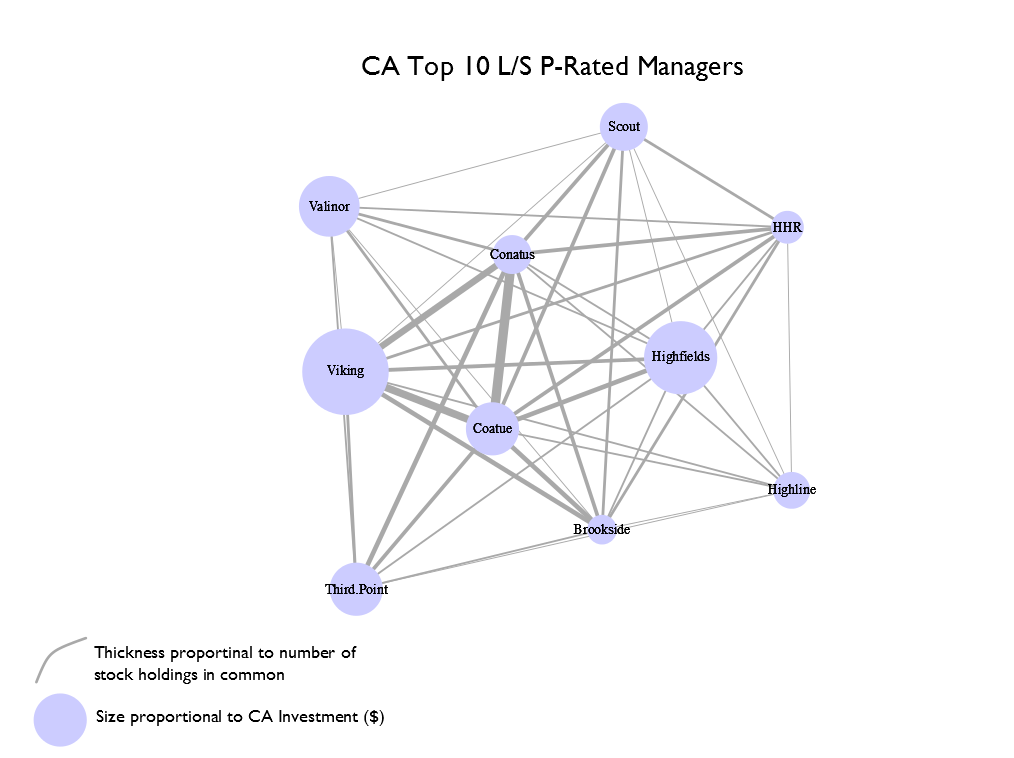 CA Top 10 L/S P-Rated Managers
Scout
Valinor
HHR
Conatus
Highfields
Viking
Coatue
Highline
Brookside
Third.Point
Thickness proportinal to number of
stock holdings in common
Size proportional to CA Investment ($)